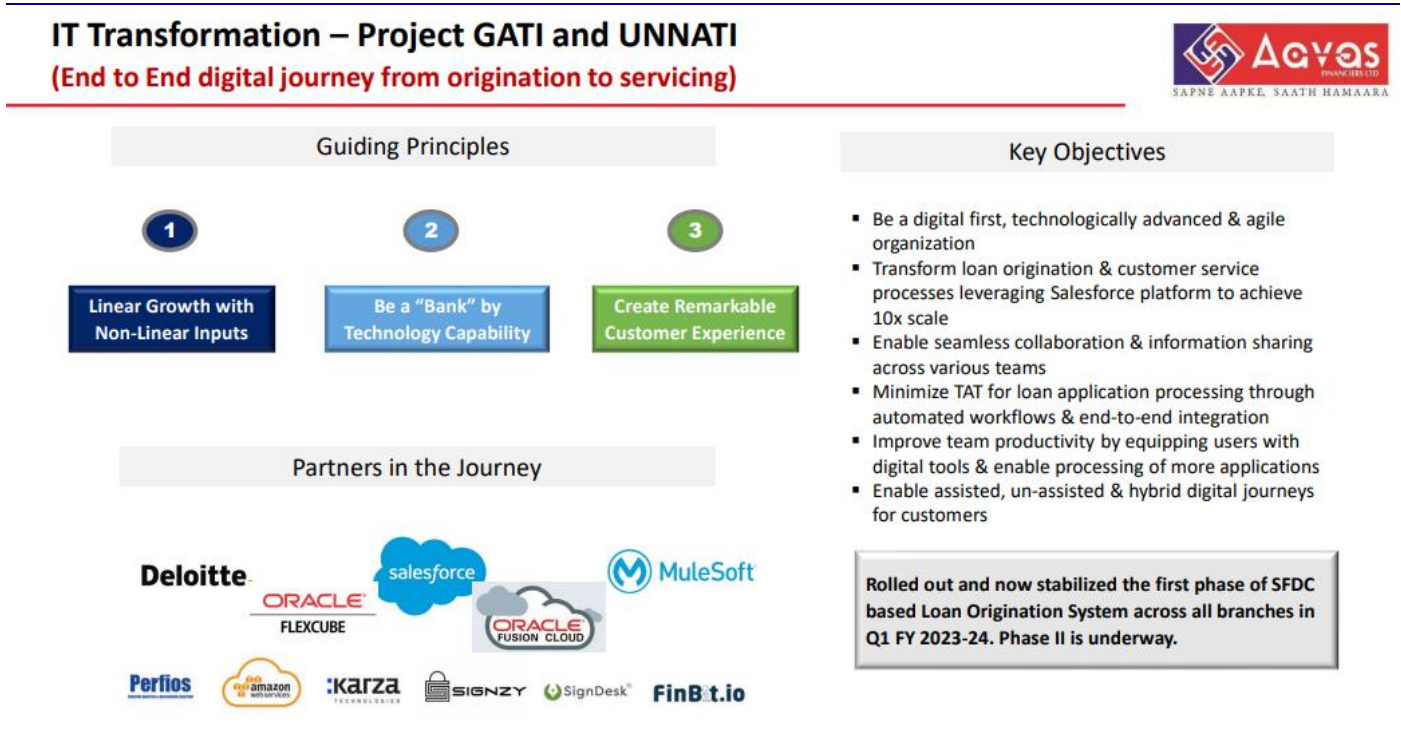 IT Transformation – Project GATI and UNNATI
(End to End digital journey from origination to servicing)
Aavas
FINANCIERS LTD
SAPNE AAPKE, SAATH HAMAARA
Guiding Principles
1
2
3
Linear Growth with
Non-Linear Inputs
Be a “Bank” by
Technology Capability
Create Remarkable
Customer Experience
Partners in the Journey
Deloitte
ORACLE
FLEXCUBE
salesforce
ORACLE
FUSION CLOUD
MuleSoft
Perfios
amazon
webservices
:Karza
TECHNOLOGIES
SIGNZY
SignDesk
FinBit.io
Key Objectives
▪ Be a digital first, technologically advanced & agile
organization
▪ Transform loan origination & customer service
processes leveraging Salesforce platform to achieve
10x scale
▪ Enable seamless collaboration & information sharing
across various teams
▪ Minimize TAT for loan application processing through
automated workflows & end-to-end integration
▪ Improve team productivity by equipping users with
digital tools & enable processing of more applications
▪ Enable assisted, un-assisted & hybrid digital journeys
for customers
Rolled out and now stabilized the first phase of SFDC
based Loan Origination System across all branches in
Q1 FY 2023-24. Phase II is underway.